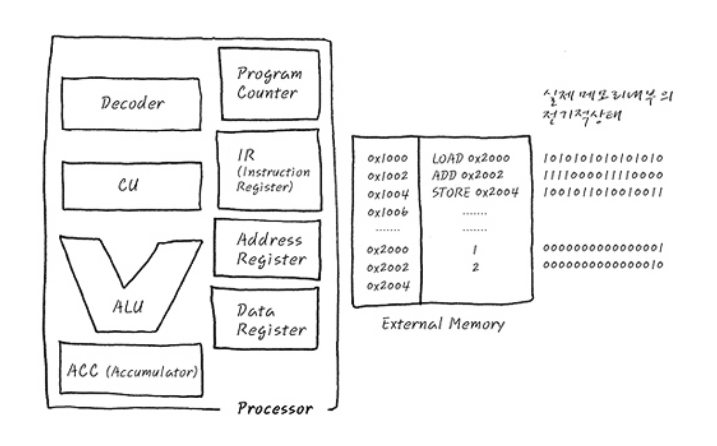 Decoder
CU
ALU
ACC (Accumulator)
Program
Counter
IR
(Instruction
Register)
Address
Register
Data
Register
Processor
실제 메모리내부의
전기적상태
0x1000 LOAD 0x2000 1010101010101010
0x1002 ADD 0x2002 1111000011110000
0x1004 STORE 0x2004 1001011010010011
0x1006 .......
....... .......
0x2000 1 0000000000000001
0x2002 2 0000000000000010
0x2004
External Memory